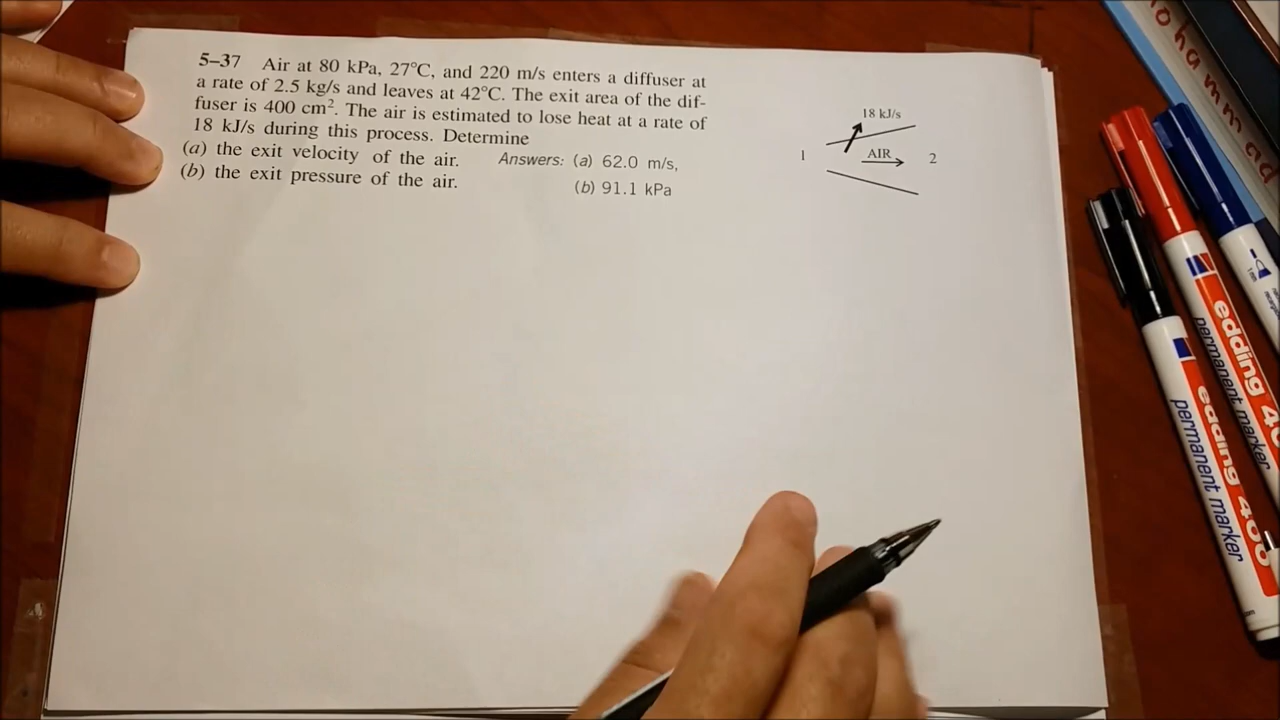 5–37 Air at 80 kPa, 27°C, and 220 m/s enters a diffuser at
a rate of 2.5 kg/s and leaves at 42°C. The exit area of the dif-
fuser is 400 cm². The air is estimated to lose heat at a rate of
18 kJ/s during this process. Determine
(a) the exit velocity of the air. Answers: (a) 62.0 m/s,
(b) the exit pressure of the air. (b) 91.1 kPa
18 kJ/s
1 AIR 2
ohammad
edding 40
permanent marker
edding 400
permanent marker